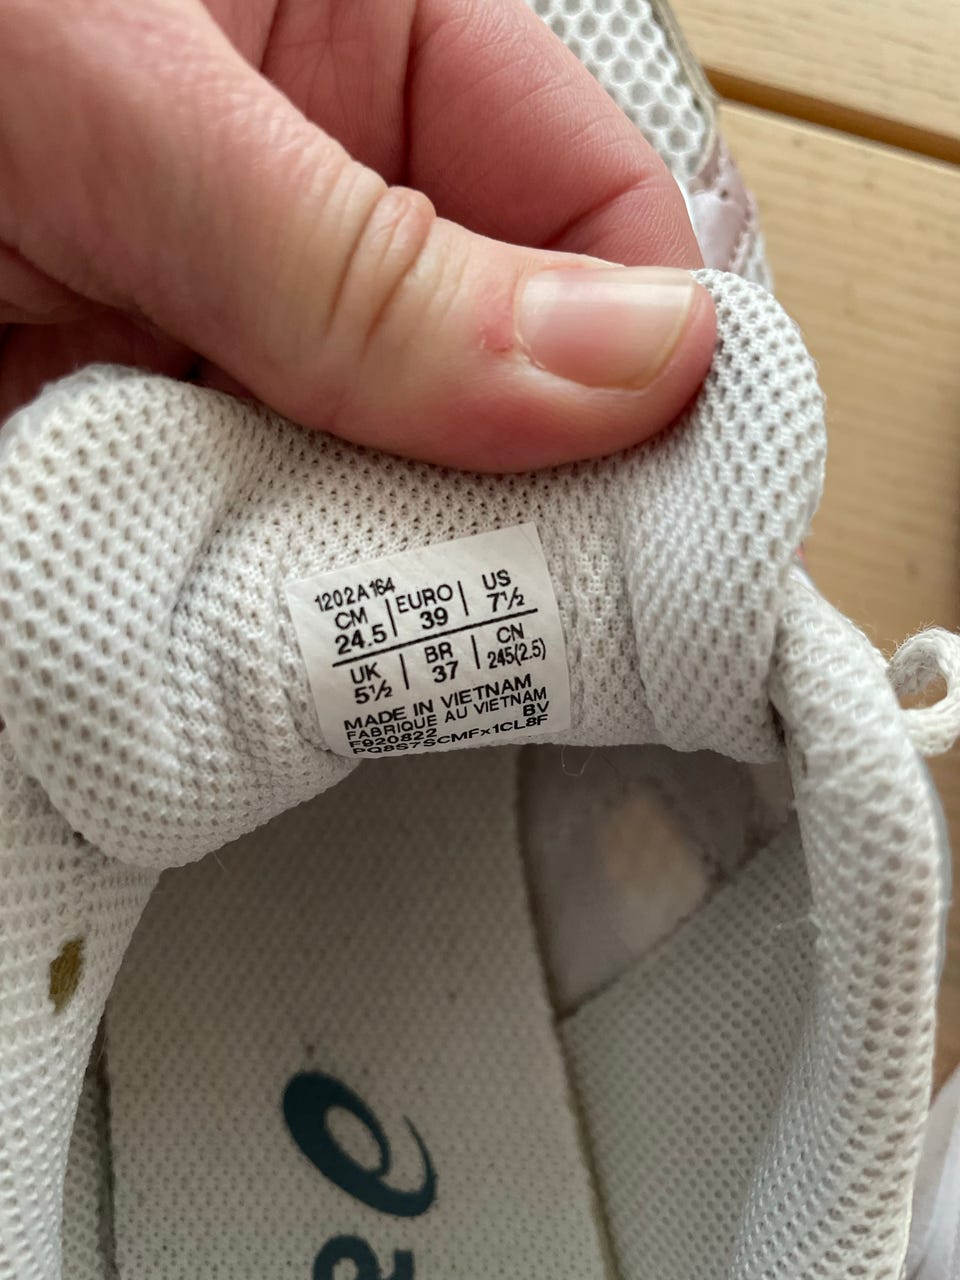 1202A164
CM | EURO | US
24.5 | 39 | 7½
UK | BR | CN
5½ | 37 | 245(2.5)
MADE IN VIETNAM
FABRIQUE AU VIETNAM
F920822 BV
PQ8S7SCMFx1CL8F
a